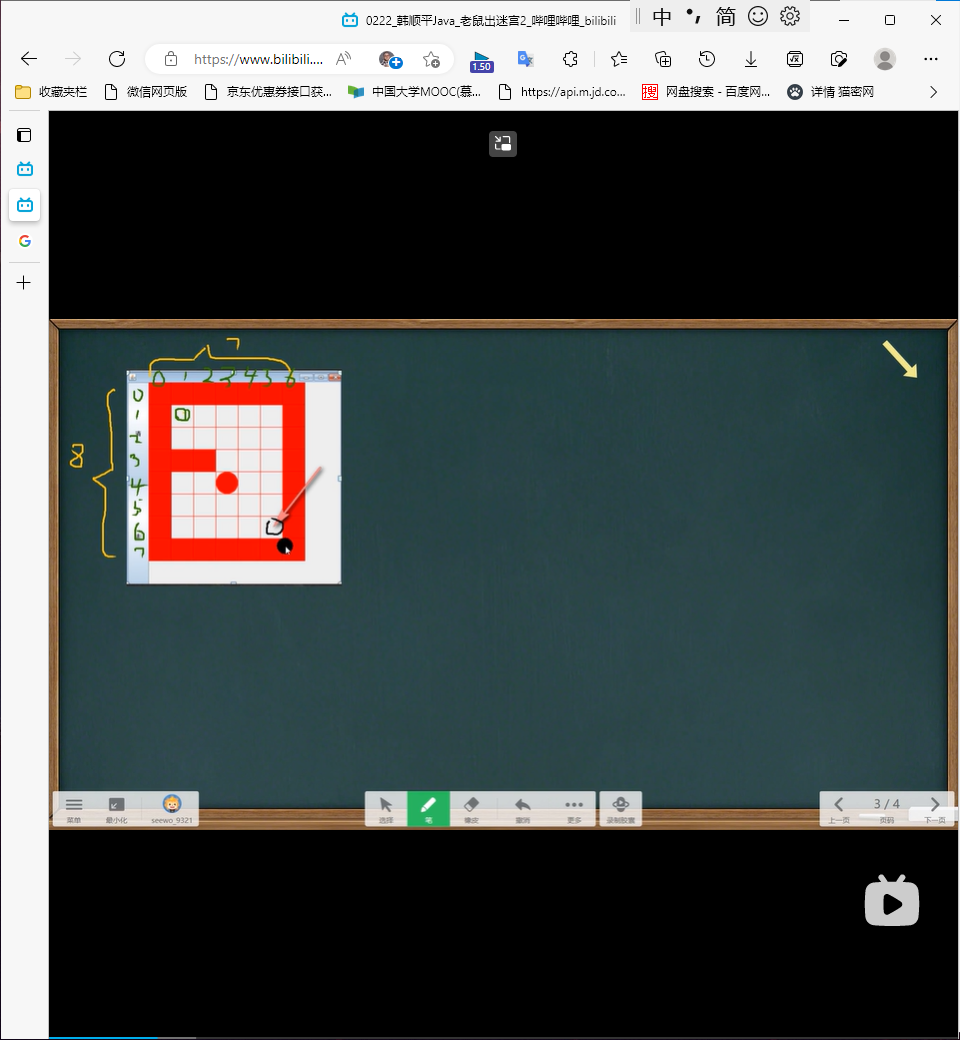 0222_韩顺平Java_老鼠出迷宫2_哔哩哔哩_bilibili
中 简
https://www.bilibili....
1.50
收藏夹栏 微信网页版 京东优惠券接口获... 中国大学MOOC(慕... https://api.m.jd.co... 搜 网盘搜索 - 百度网... 详情 猫密网
7
0 1 2 3 4 5 6
0
1
2
3
8
4
5
6
7
3 / 4
菜单 最小化 seewo_9321 选择 笔 橡皮 撤消 更多 录制胶囊 上一页 页码 下一页